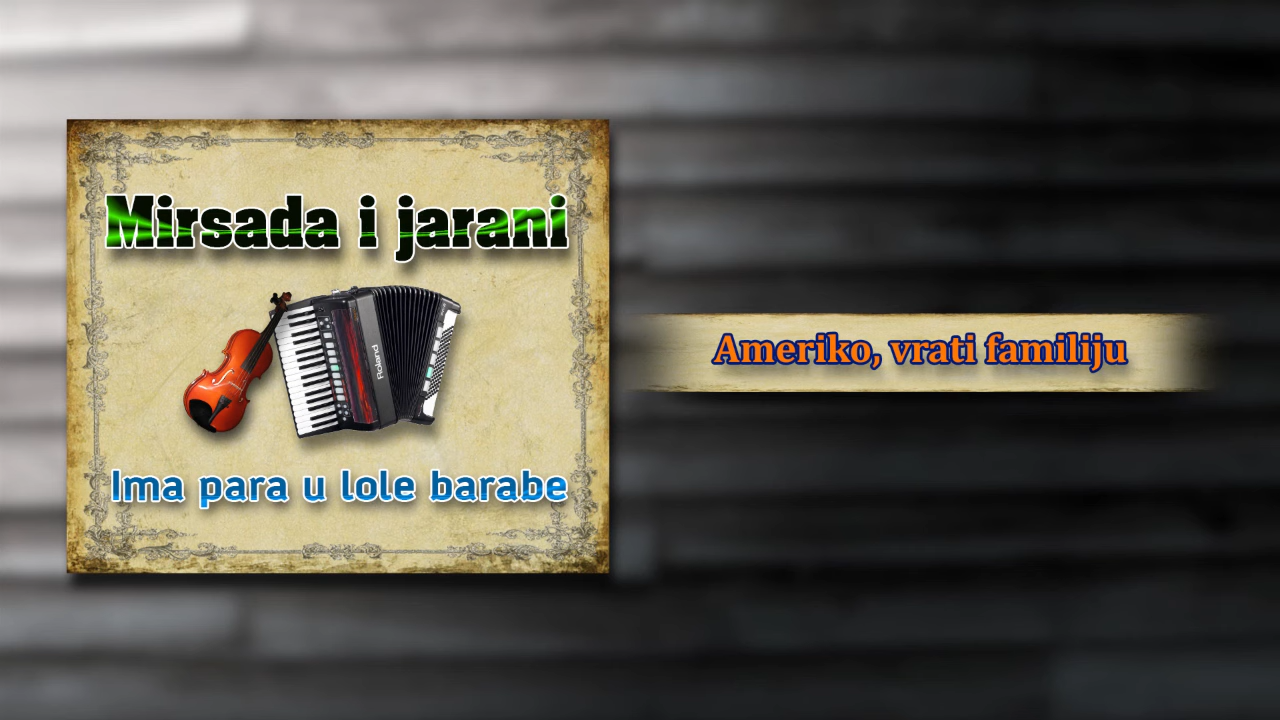 Mirsada i jarani
Roland
Ima para u lole barabe
Ameriko, vrati familiju